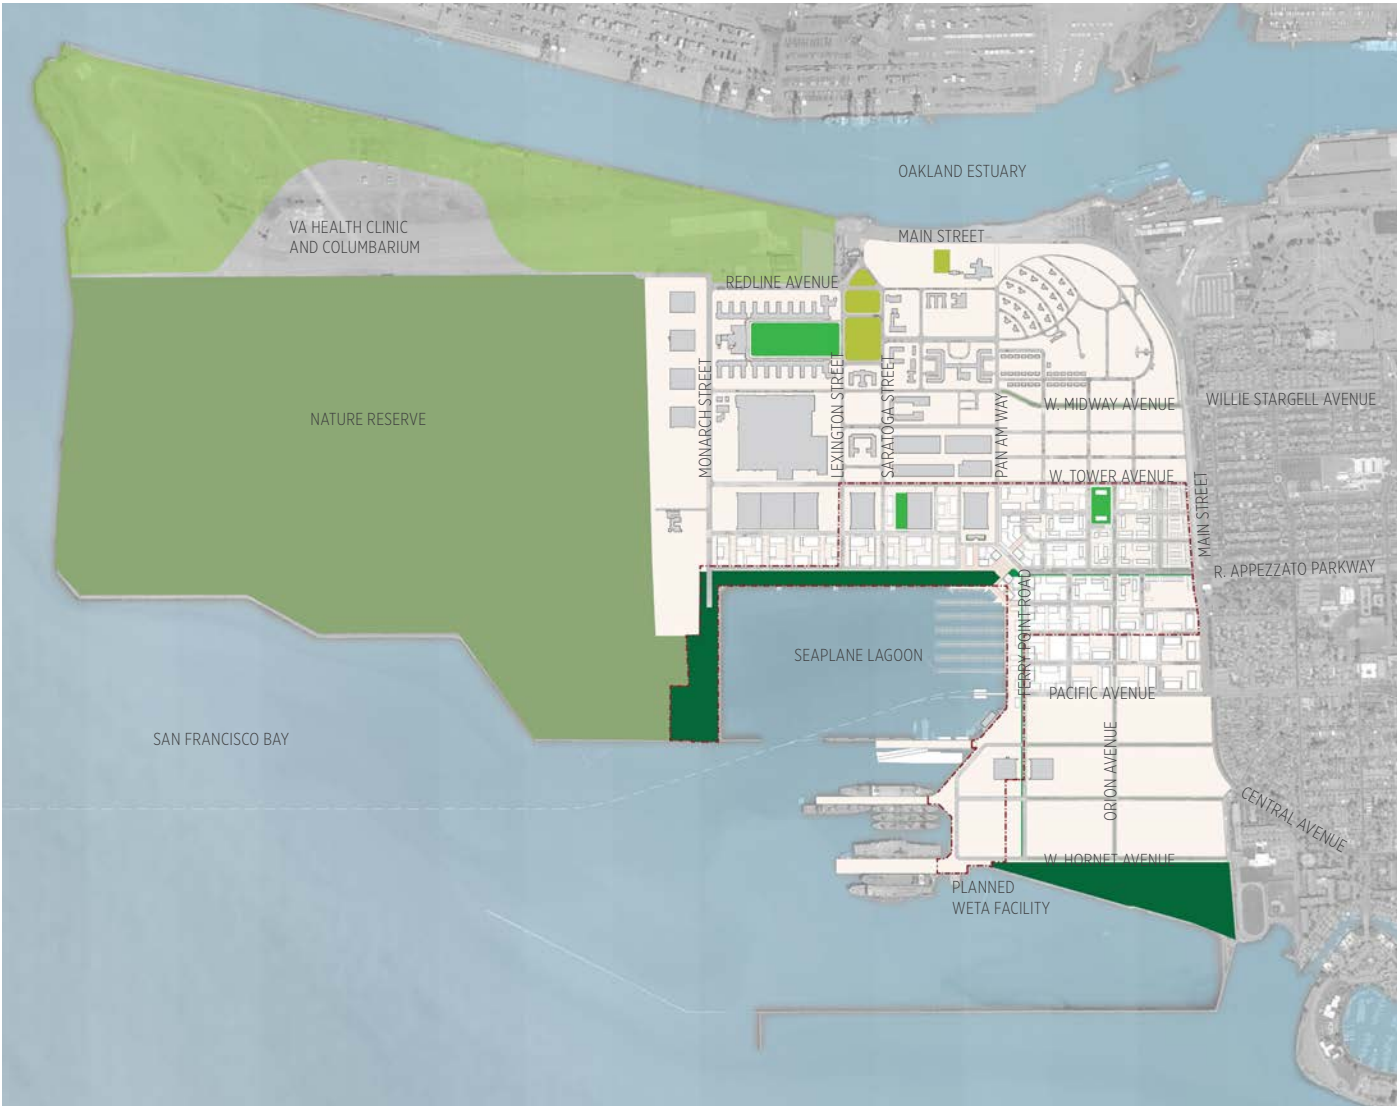 OAKLAND ESTUARY
VA HEALTH CLINIC
AND COLUMBARIUM
MAIN STREET
REDLINE AVENUE
NATURE RESERVE
MONARCH STREET
LEXINGTON STREET
SARATOGA STREET
PAN AM WAY
W. MIDWAY AVENUE
WILLIE STARGELL AVENUE
W. TOWER AVENUE
MAIN STREET
R. APPEZZATO PARKWAY
FERRY POINT ROAD
SEAPLANE LAGOON
PACIFIC AVENUE
SAN FRANCISCO BAY
ORION AVENUE
CENTRAL AVENUE
W. HORNET AVENUE
PLANNED
WETA FACILITY